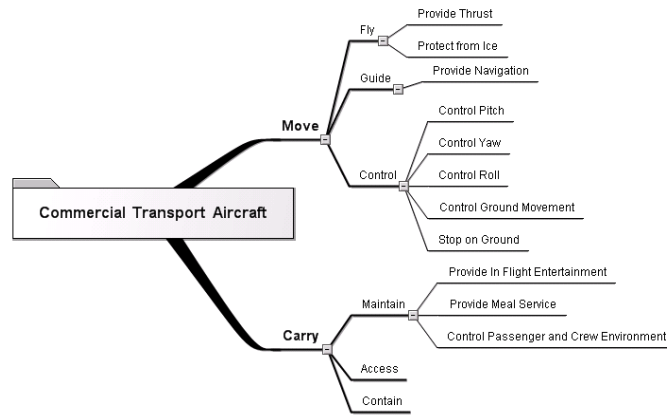 Commercial Transport Aircraft
Move
Fly
Provide Thrust
Protect from Ice
Guide
Provide Navigation
Control
Control Pitch
Control Yaw
Control Roll
Control Ground Movement
Stop on Ground
Carry
Maintain
Provide In Flight Entertainment
Provide Meal Service
Control Passenger and Crew Environment
Access
Contain